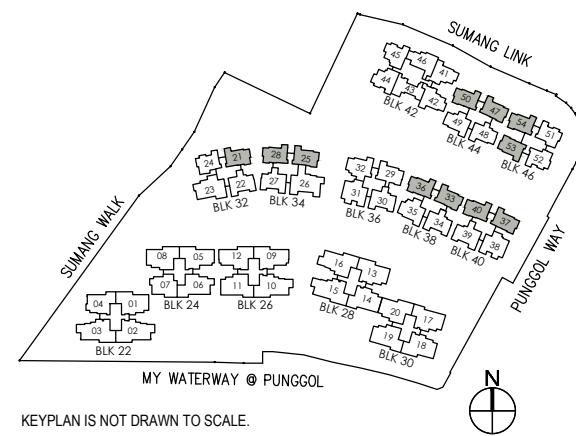 SUMANG LINK
45 46 41
44 43 42
BLK 42
50 47 54 51
49 48 53 52
BLK 44
BLK 46
24 21 28 25
23 22 27 26
BLK 32
BLK 34
32 29 36 33 40 37
31 30 35 34 39 38
BLK 36
BLK 38
BLK 40
SUMANG WALK
PUNGGOL WAY
08 05 12 09
07 06 11 10
BLK 24
BLK 26
16 13
15 14
BLK 28
20 17
19 18
BLK 30
04 01
03 02
BLK 22
MY WATERWAY @ PUNGGOL
N
KEYPLAN IS NOT DRAWN TO SCALE.